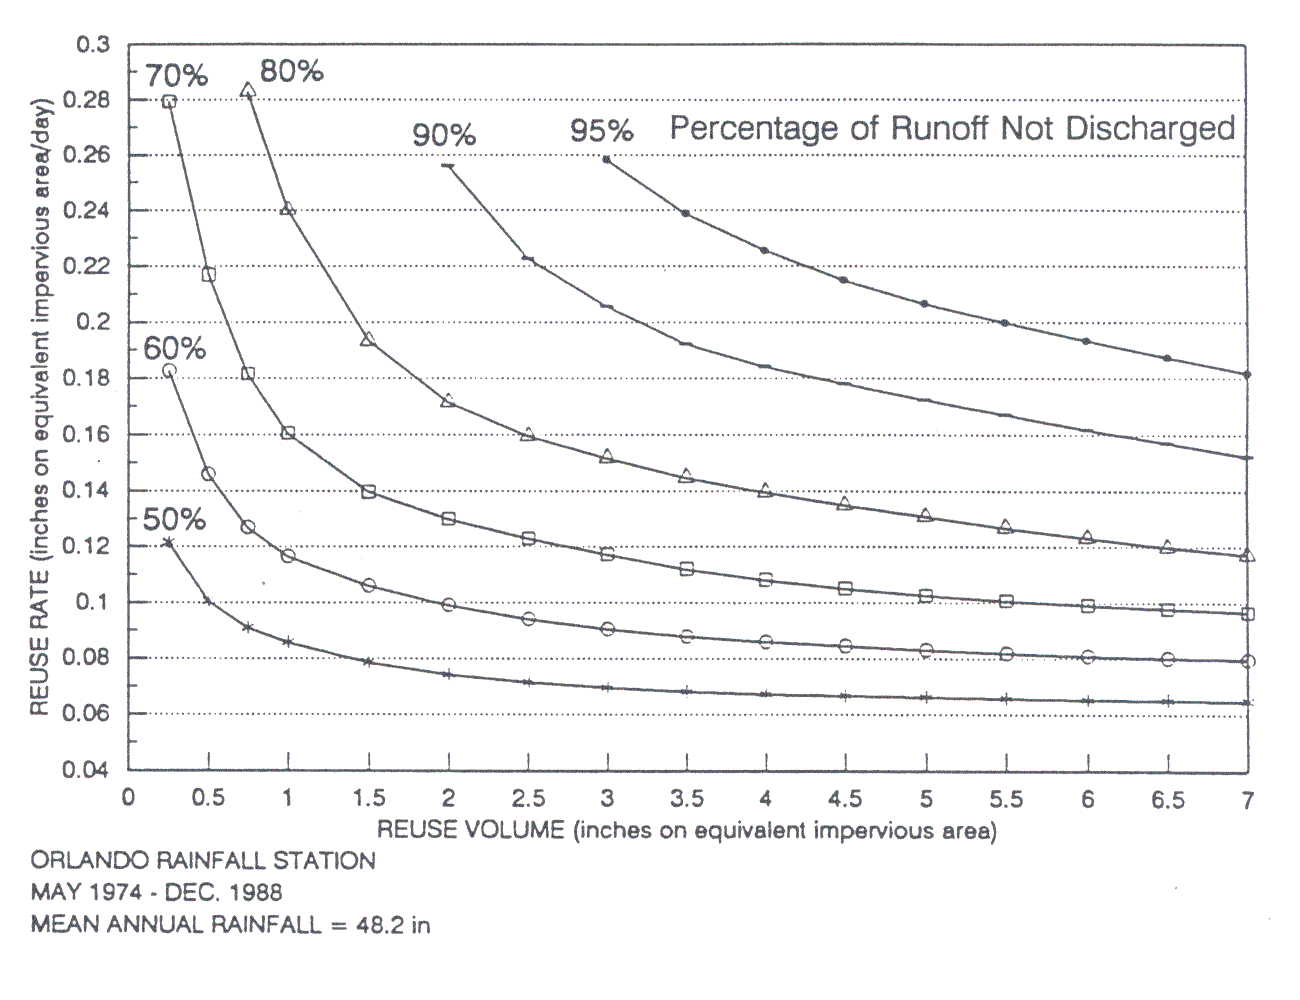 0.3
70% 80%
0.28
90% 95% Percentage of Runoff Not Discharged
0.26
0.24
0.22
0.2
60%
0.18
0.16
0.14
50%
0.12
0.1
0.08
0.06
0.04
REUSE RATE (inches on equivalent impervious area/day)
0 0.5 1 1.5 2 2.5 3 3.5 4 4.5 5 5.5 6 6.5 7
REUSE VOLUME (inches on equivalent impervious area)
ORLANDO RAINFALL STATION
MAY 1974 - DEC. 1988
MEAN ANNUAL RAINFALL = 48.2 in